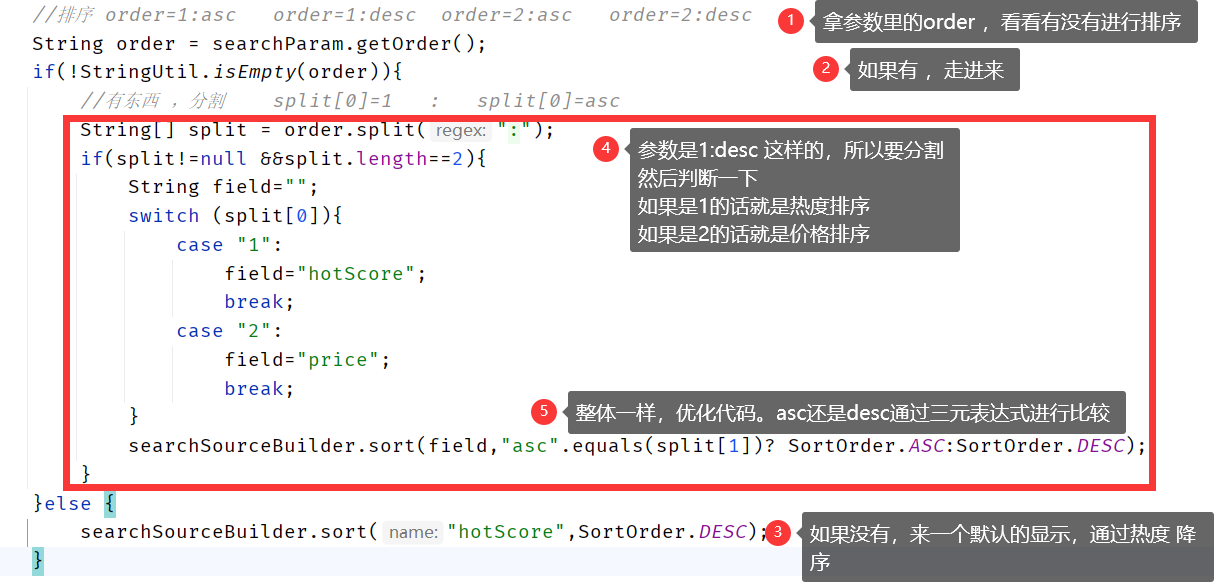 //排序 order=1:asc order=1:desc order=2:asc order=2:desc
1 拿参数里的order ，看看有没有进行排序
String order = searchParam.getOrder();
if(!StringUtil.isEmpty(order)){
2 如果有 ，走进来
//有东西 ，分割 split[0]=1 : split[0]=asc
String[] split = order.split( regex: ":");
if(split!=null &&split.length==2){
4 参数是1:desc 这样的，所以要分割
然后判断一下
如果是1的话就是热度排序
如果是2的话就是价格排序
String field="";
switch (split[0]){
case "1":
field="hotScore";
break;
case "2":
field="price";
break;
}
5 整体一样，优化代码。asc还是desc通过三元表达式进行比较
searchSourceBuilder.sort(field,"asc".equals(split[1])? SortOrder.ASC:SortOrder.DESC);
}
}else {
searchSourceBuilder.sort( name: "hotScore",SortOrder.DESC);
3 如果没有，来一个默认的显示，通过热度 降
序
}